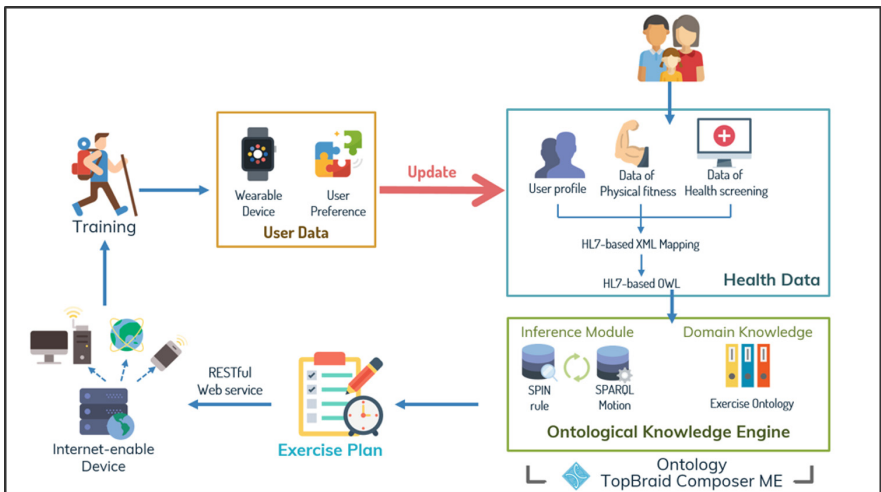 Training
Wearable
Device
User
Preference
User Data
Update
User profile
Data of
Physical fitness
Data of
Health screening
HL7-based XML Mapping
HL7-based OWL
Health Data
Inference Module
Domain Knowledge
SPIN
rule
SPARQL
Motion
Exercise Ontology
Ontological Knowledge Engine
Ontology
TopBraid Composer ME
Exercise Plan
RESTful
Web service
Internet-enable
Device